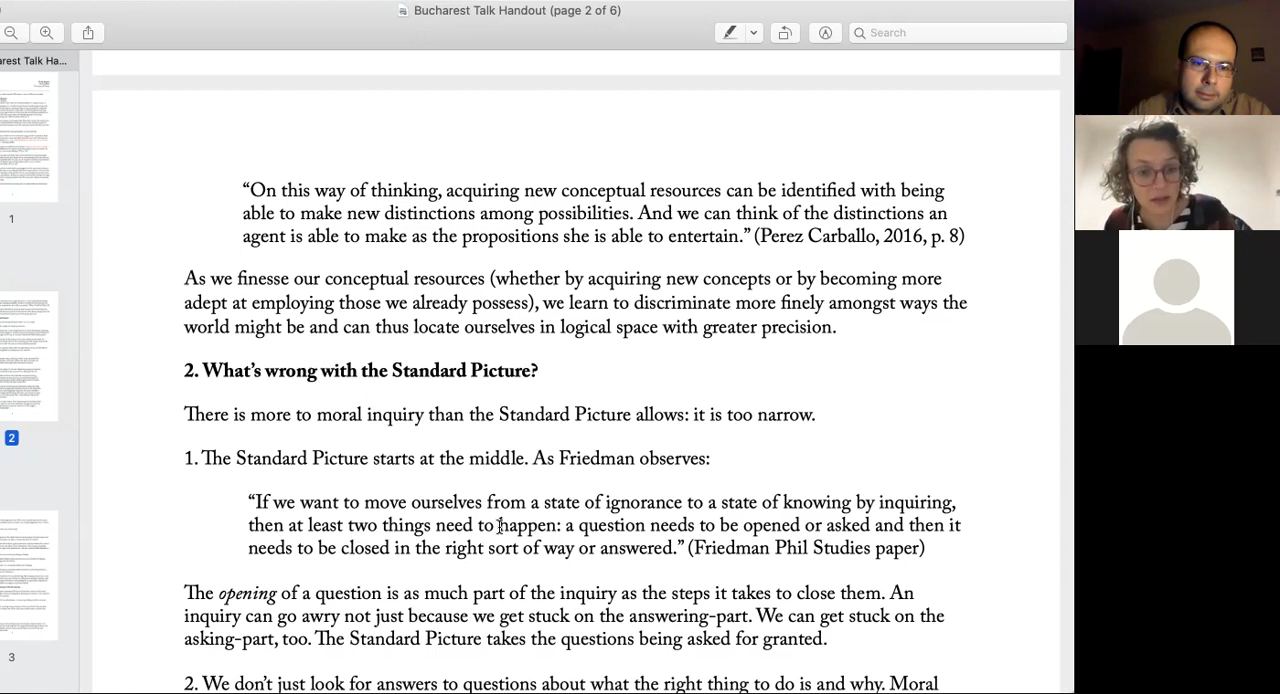 Bucharest Talk Handout (page 2 of 6)
Search
arest Talk Ha...
1
2
3
“On this way of thinking, acquiring new conceptual resources can be identified with being
able to make new distinctions among possibilities. And we can think of the distinctions an
agent is able to make as the propositions she is able to entertain.” (Perez Carballo, 2016, p. 8)
As we finesse our conceptual resources (whether by acquiring new concepts or by becoming more
adept at employing those we already possess), we learn to discriminate more finely amongst ways the
world might be and can thus locate ourselves in logical space with greater precision.
2. What’s wrong with the Standard Picture?
There is more to moral inquiry than the Standard Picture allows: it is too narrow.
1. The Standard Picture starts at the middle. As Friedman observes:
“If we want to move ourselves from a state of ignorance to a state of knowing by inquiring,
then at least two things need to happen: a question needs to be opened or asked and then it
needs to be closed in the right sort of way or answered.” (Friedman Phil Studies paper)
The opening of a question is as much part of the inquiry as the steps it takes to close them. An
inquiry can go awry not just because we get stuck on the answering-part. We can get stuck on the
asking-part, too. The Standard Picture takes the questions being asked for granted.
2. We don’t just look for answers to questions about what the right thing to do is and why. Moral